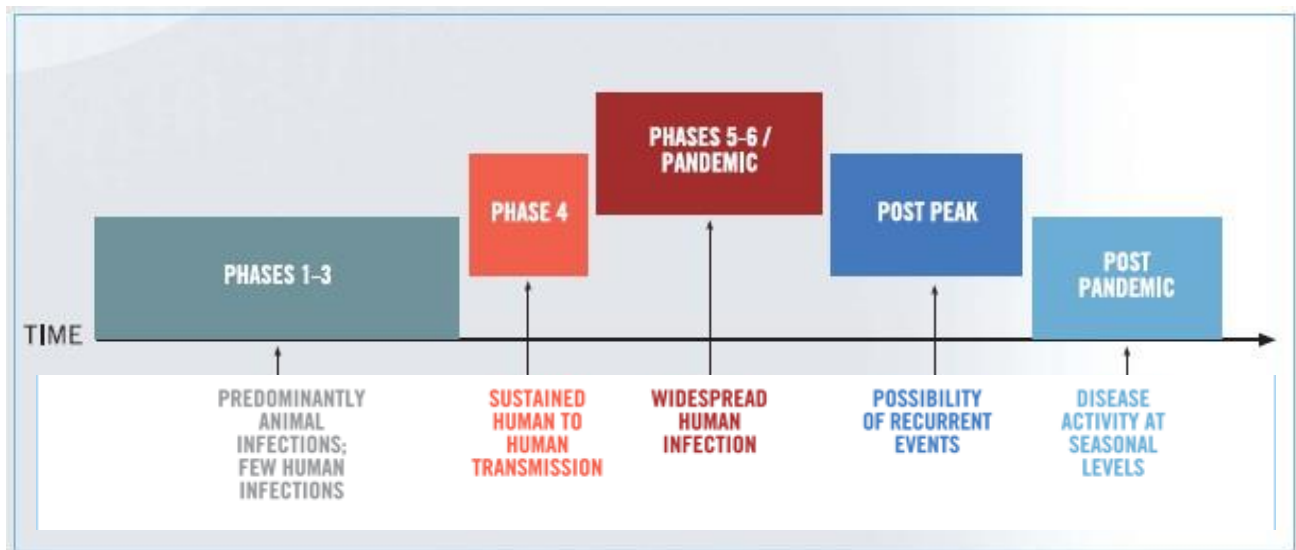 PHASES 5–6 /
PANDEMIC
PHASE 4
POST PEAK
PHASES 1–3
POST
PANDEMIC
TIME
PREDOMINANTLY
ANIMAL
INFECTIONS;
FEW HUMAN
INFECTIONS
SUSTAINED
HUMAN TO
HUMAN
TRANSMISSION
WIDESPREAD
HUMAN
INFECTION
POSSIBILITY
OF RECURRENT
EVENTS
DISEASE
ACTIVITY AT
SEASONAL
LEVELS